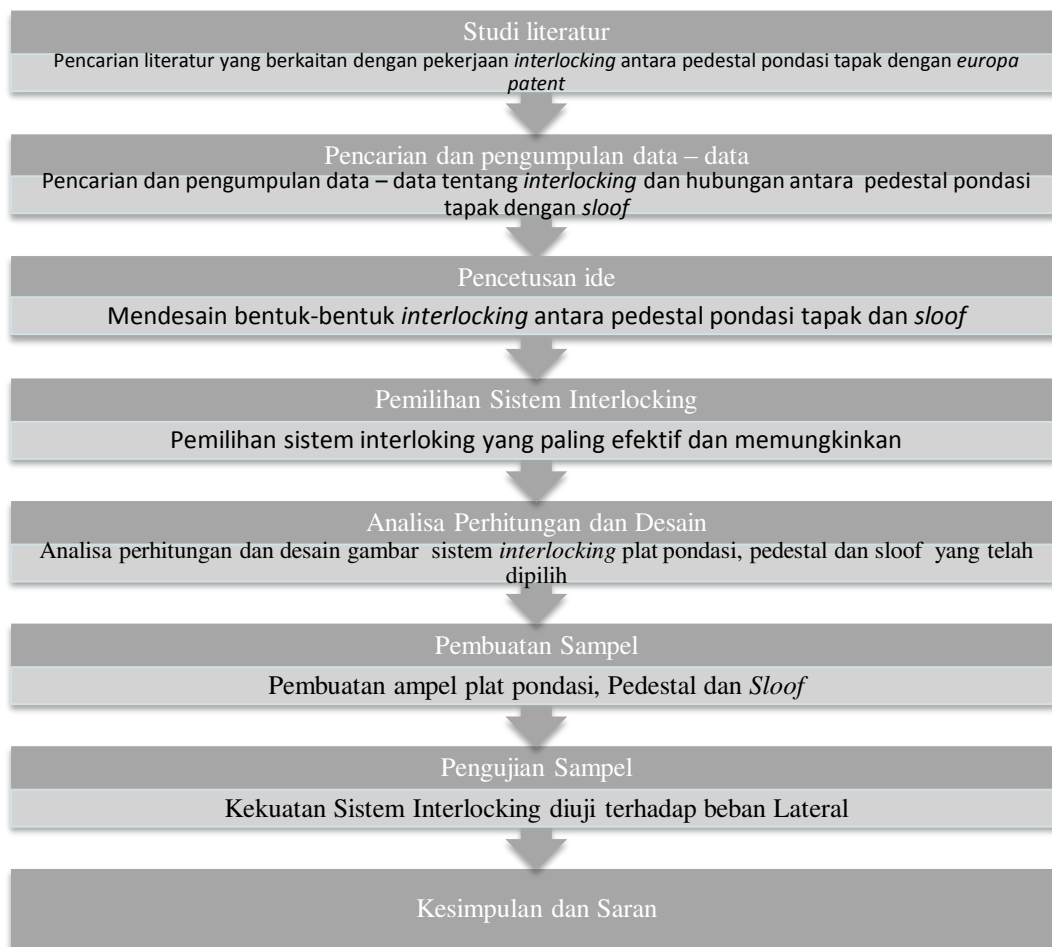 Studi literatur
Pencarian literatur yang berkaitan dengan pekerjaan interlocking antara pedestal pondasi tapak dengan europa
patent
Pencarian dan pengumpulan data – data
Pencarian dan pengumpulan data – data tentang interlocking dan hubungan antara pedestal pondasi
tapak dengan sloof
Pencetusan ide
Mendesain bentuk-bentuk interlocking antara pedestal pondasi tapak dan sloof
Pemilihan Sistem Interlocking
Pemilihan sistem interloking yang paling efektif dan memungkinkan
Analisa Perhitungan dan Desain
Analisa perhitungan dan desain gambar sistem interlocking plat pondasi, pedestal dan sloof yang telah
dipilih
Pembuatan Sampel
Pembuatan ampel plat pondasi, Pedestal dan Sloof
Pengujian Sampel
Kekuatan Sistem Interlocking diuji terhadap beban Lateral
Kesimpulan dan Saran